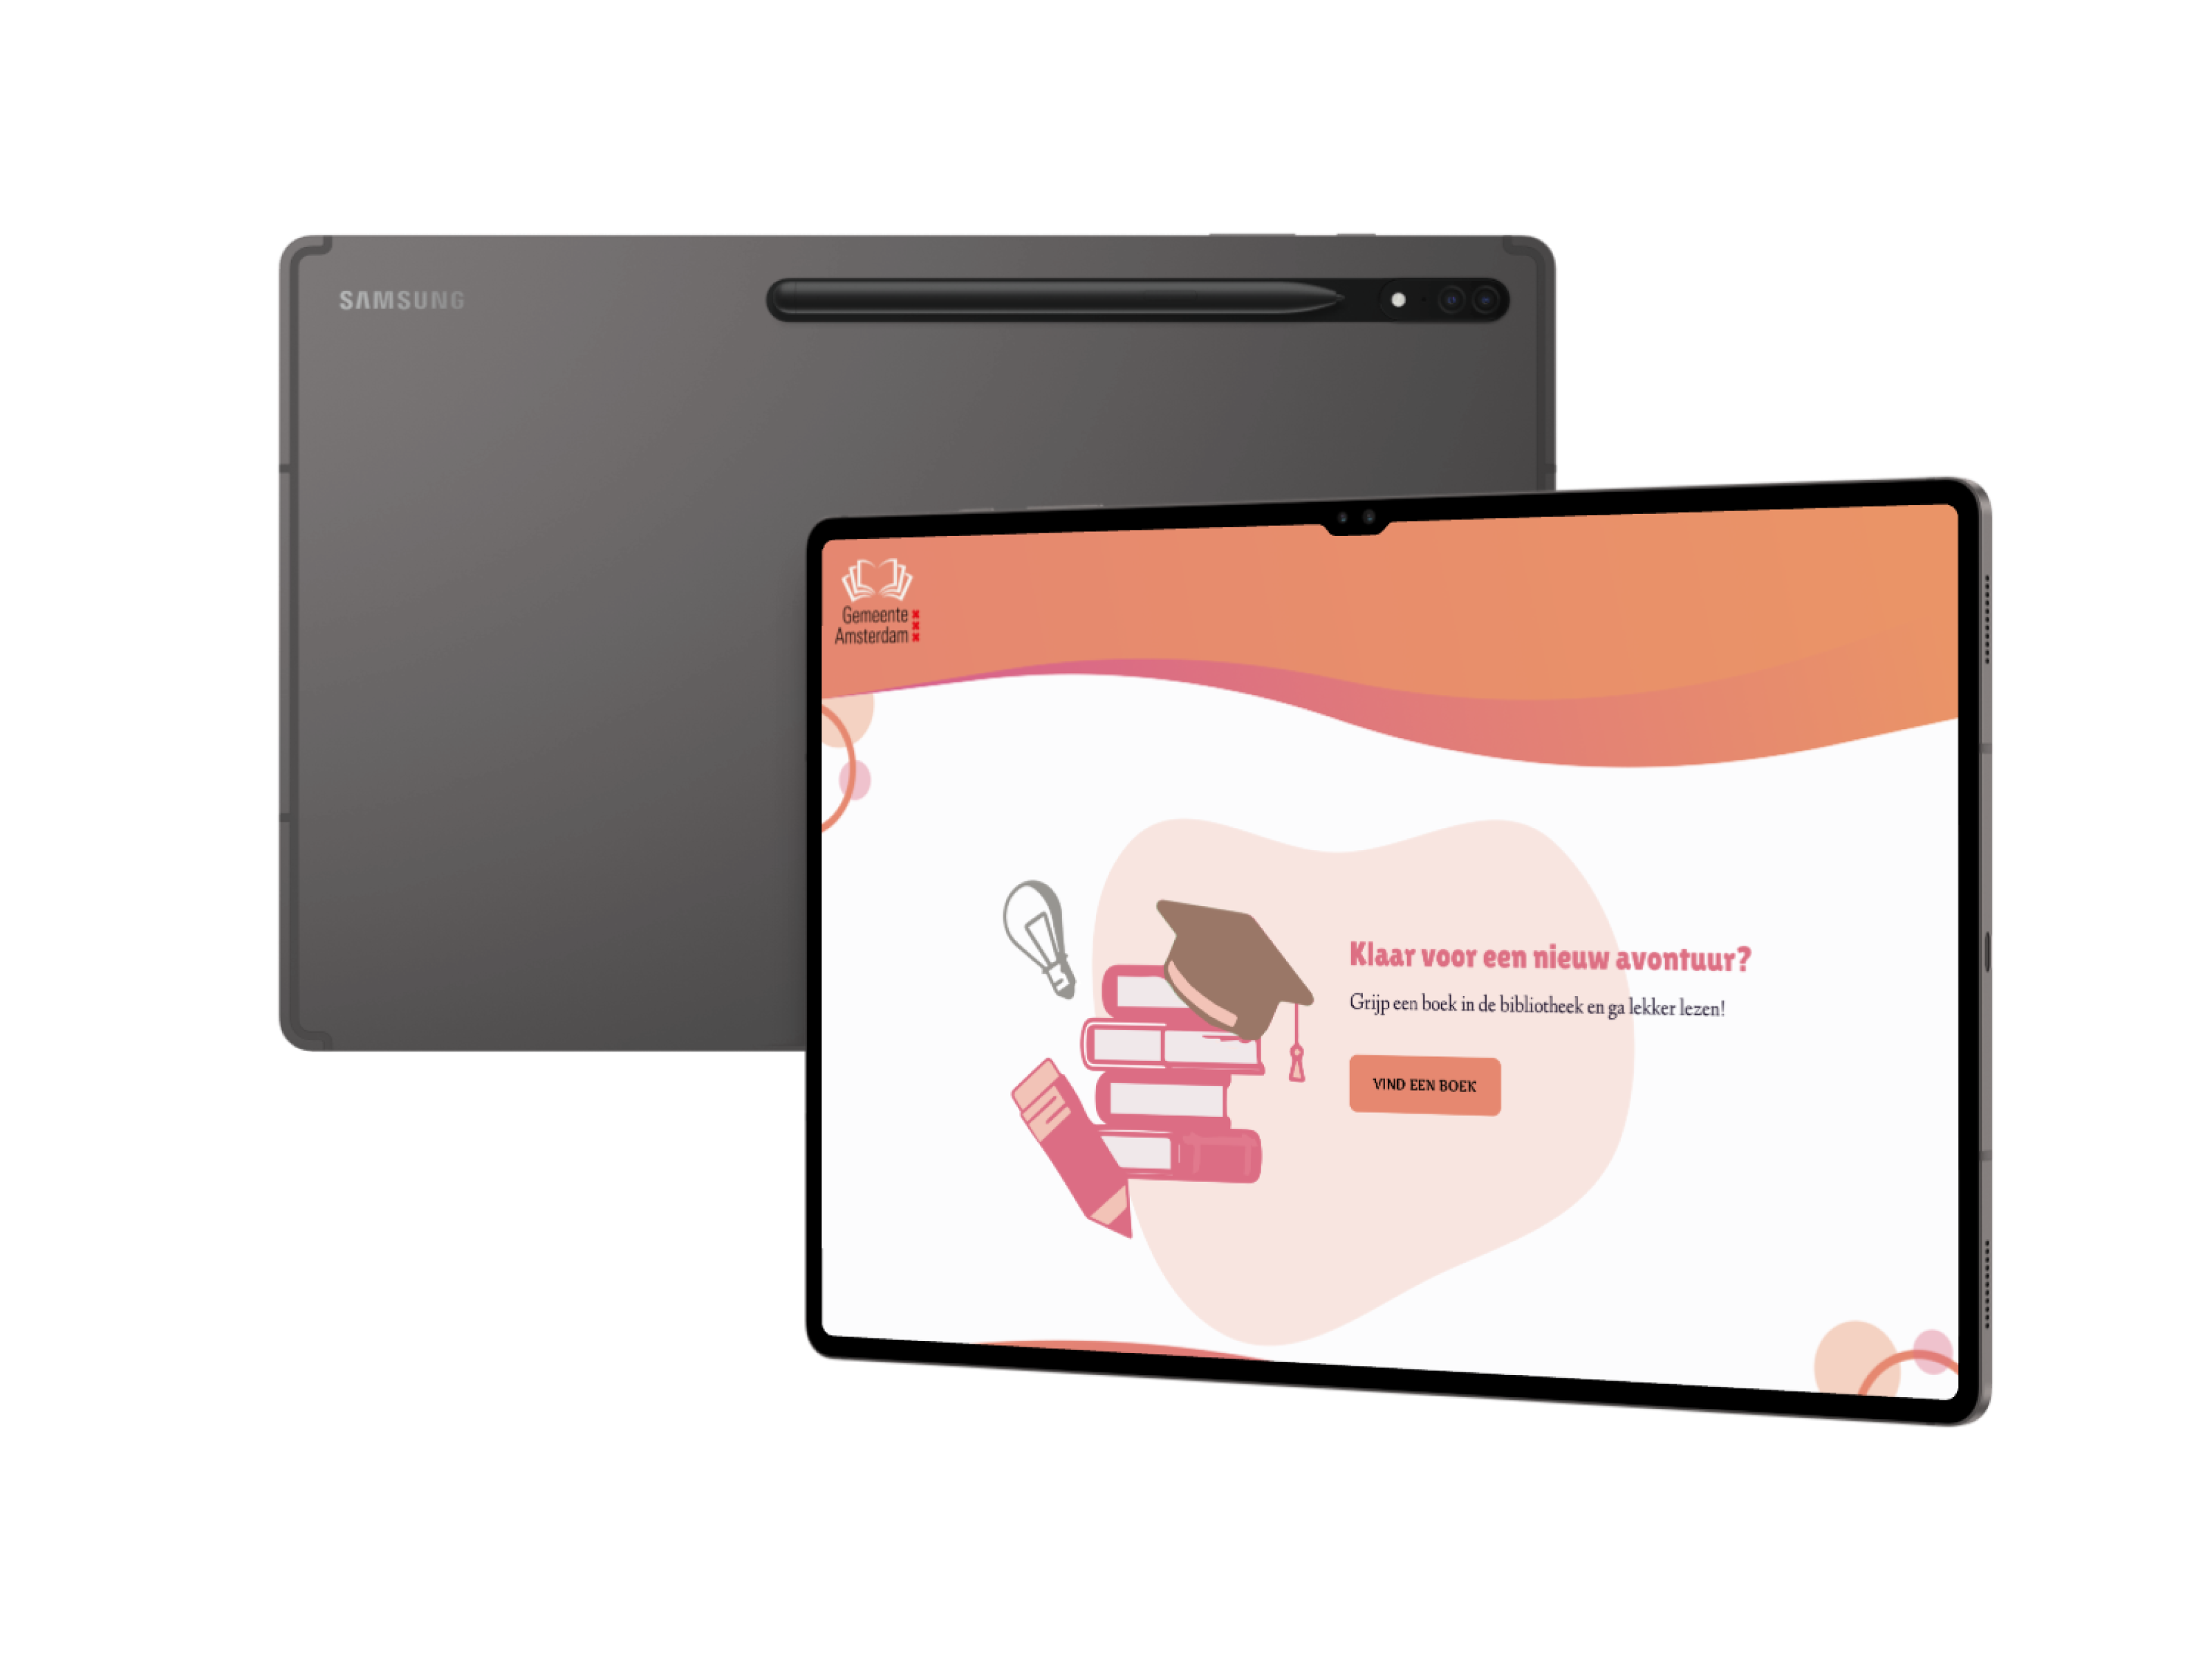 SAMSUNG
Gemeente
Amsterdam
Klaar voor een nieuw avontuur?
Grijp een boek in de bibliotheek en ga lekker lezen!
VIND EEN BOEK